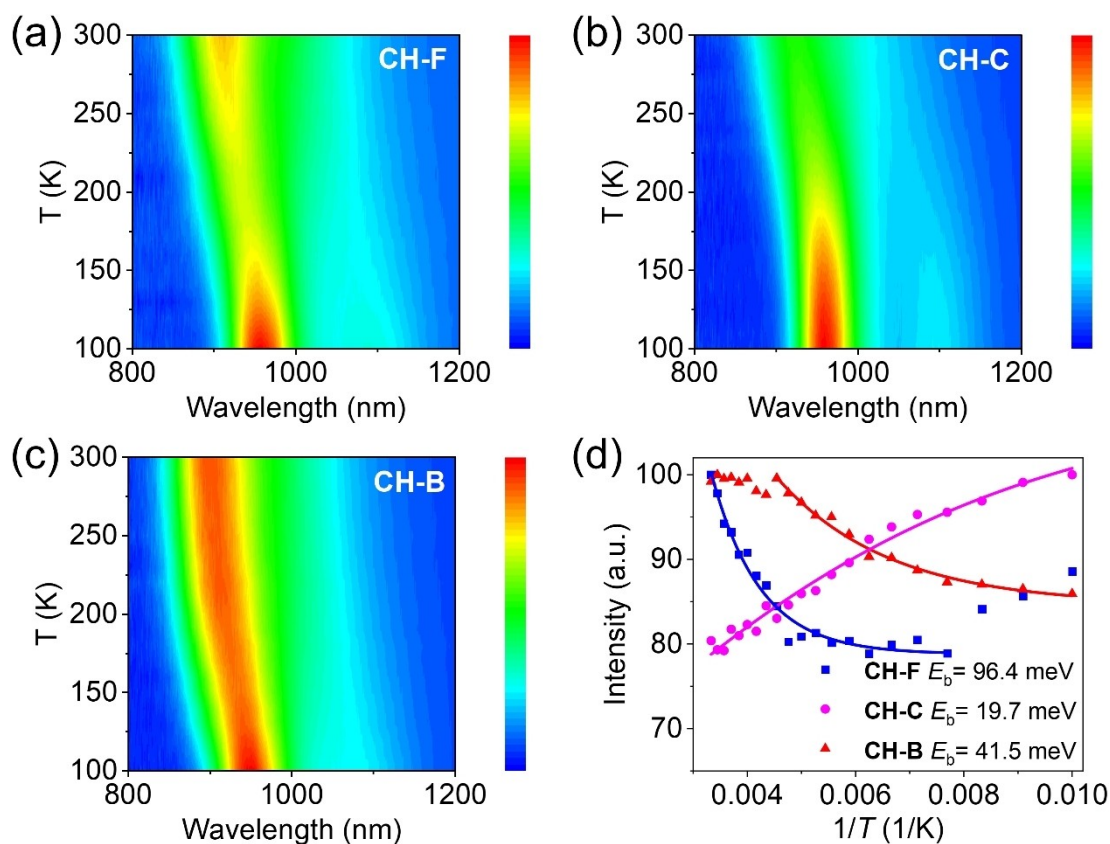 (a)
CH-F
300
250
200
150
100
T (K)
800
1000
1200
Wavelength (nm)
(b)
CH-C
300
250
200
150
100
T (K)
800
1000
1200
Wavelength (nm)
(c)
CH-B
300
250
200
150
100
T (K)
800
1000
1200
Wavelength (nm)
(d)
100
90
80
70
Intensity (a.u.)
CH-F Eb= 96.4 meV
CH-C Eb= 19.7 meV
CH-B Eb= 41.5 meV
0.004
0.006
0.008
0.010
1/T (1/K)